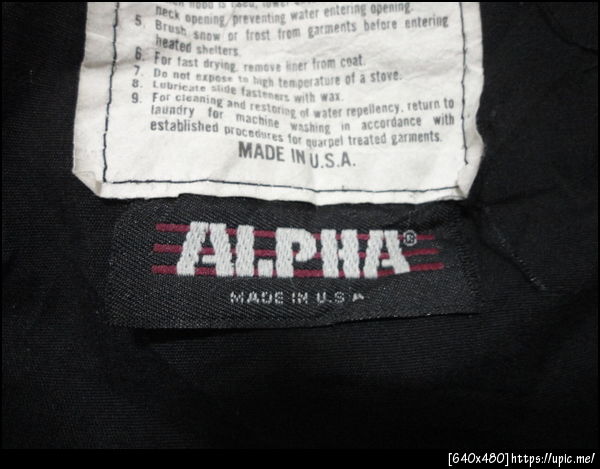 neck opening, preventing water entering opening.
5. Brush snow or frost from garments before entering
heated shelters.
6. For fast drying, remove liner from coat.
7. Do not expose to high temperature of a stove.
8. Lubricate slide fasteners with wax.
9. For cleaning and restoring of water repellency, return to
laundry for machine washing in accordance with
established procedures for quarpel treated garments.
MADE IN U.S.A.
ALPHA®
MADE IN U.S.A
[640x480]https://upic.me/